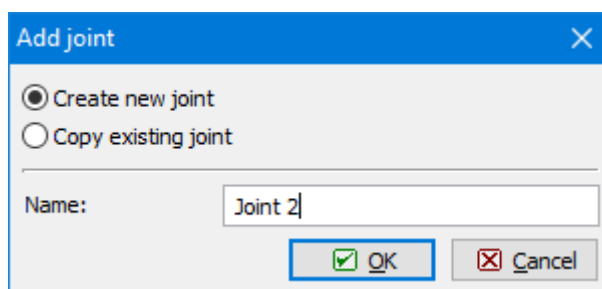 Add joint
Create new joint
Copy existing joint
Name: Joint 2
OK Cancel